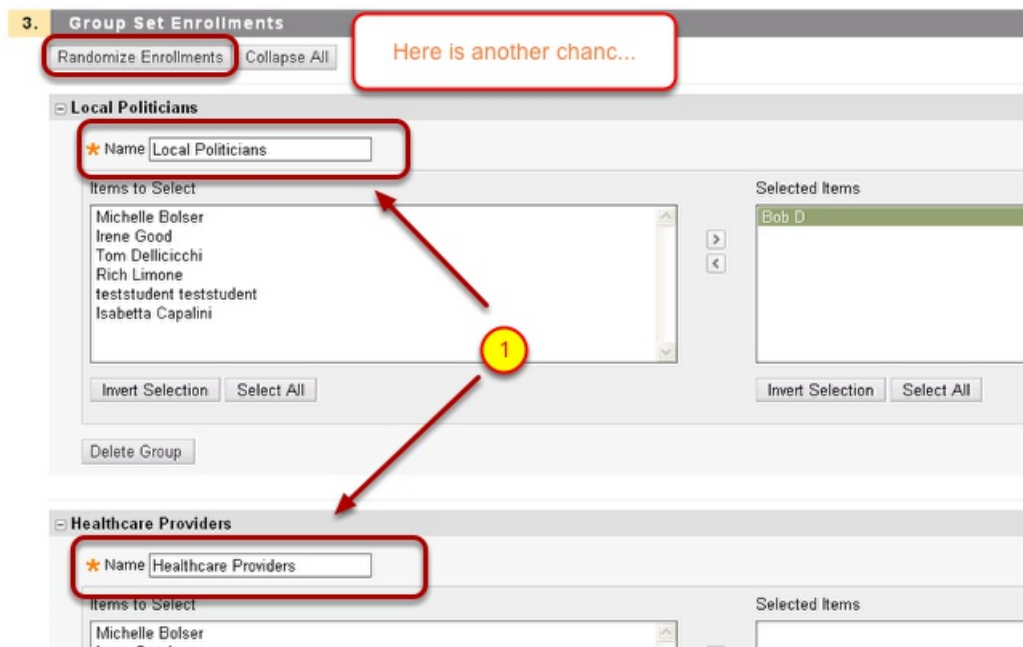 3. Group Set Enrollments
Randomize Enrollments Collapse All
Here is another chanc...
Local Politicians
Name Local Politicians
Items to Select Selected Items
Michelle Bolser Bob D
Irene Good
Tom Dellicicchi
Rich Limone
teststudent teststudent
Isabetta Capalini
1
Invert Selection Select All Invert Selection Select All
Delete Group
Healthcare Providers
Name Healthcare Providers
Items to Select Selected Items
Michelle Bolser